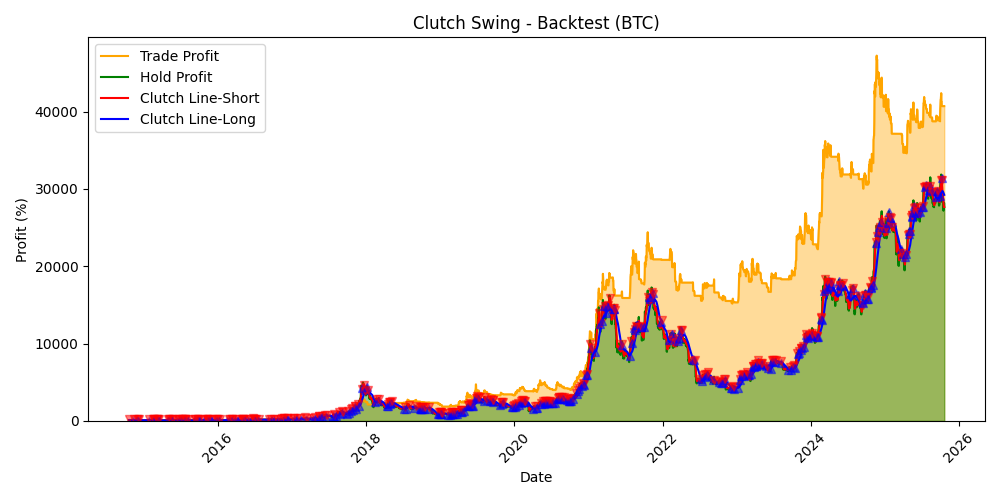 Clutch Swing - Backtest (BTC)
Trade Profit
Hold Profit
Clutch Line-Short
Clutch Line-Long
Profit (%)
40000
30000
20000
10000
0
2016
2018
2020
2022
2024
2026
Date